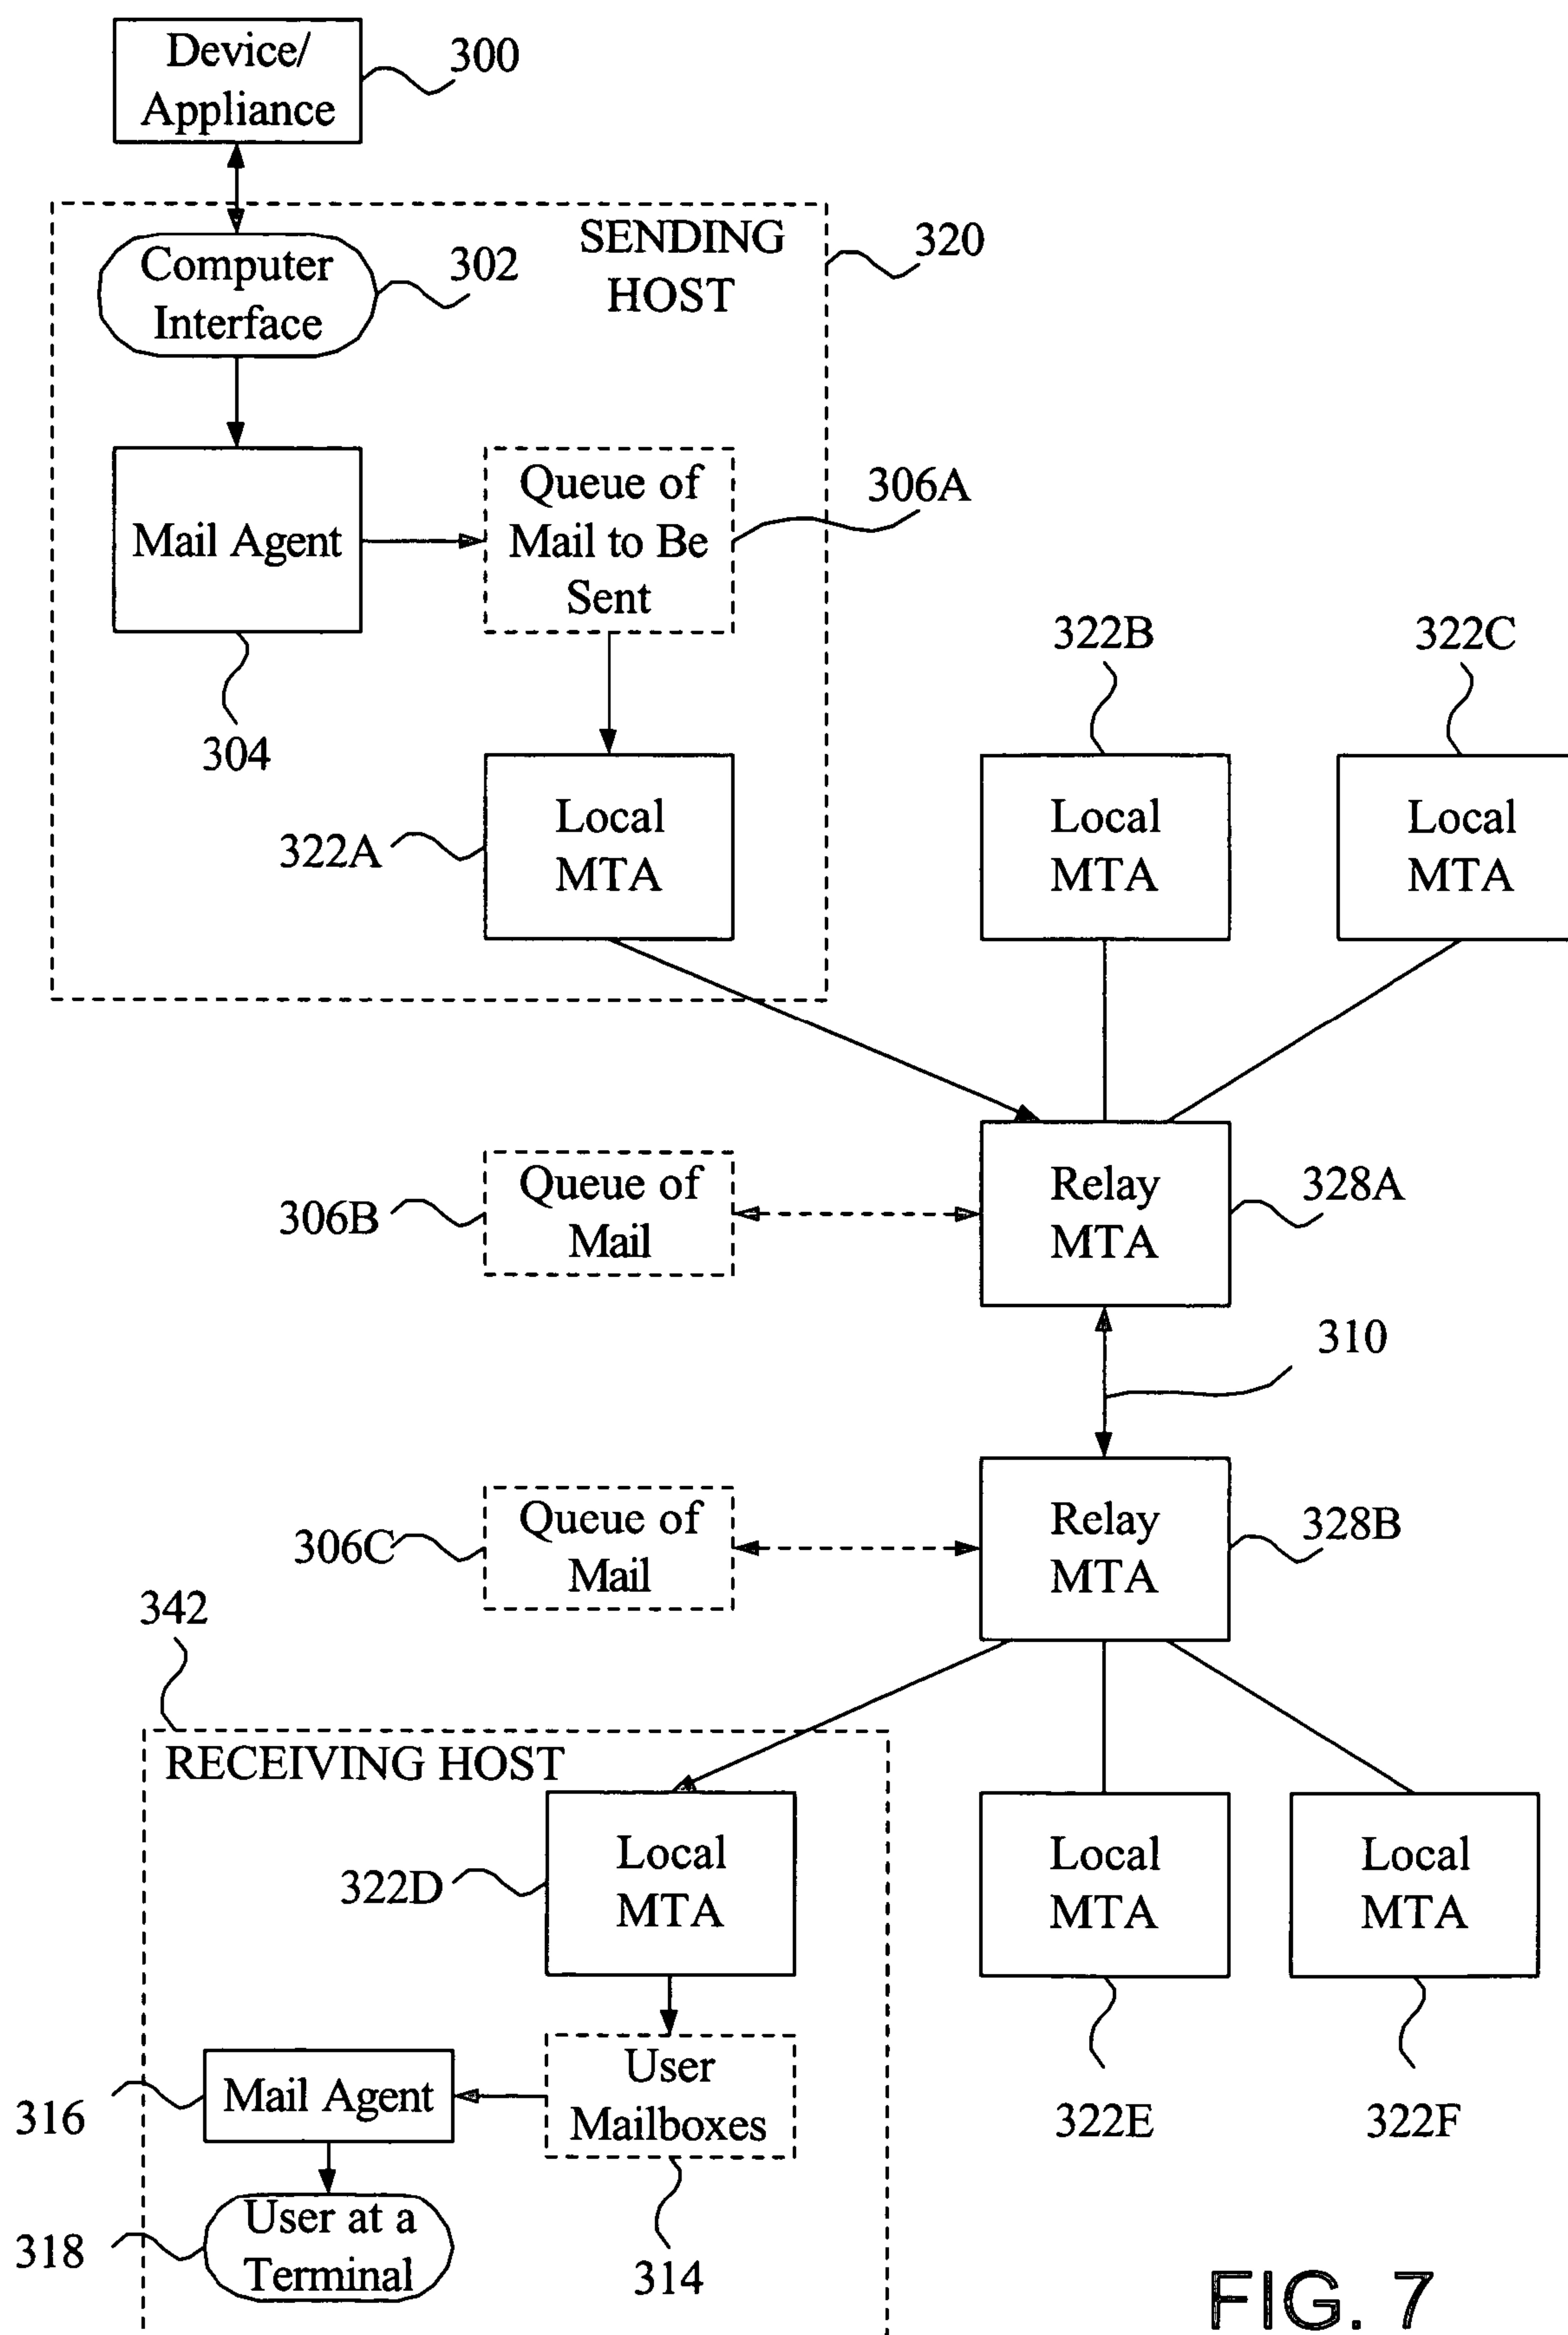 Device/
Appliance
300
SENDING
HOST
320
Computer
Interface
302
Mail Agent
304
Queue of
Mail to Be
Sent
306A
322B
322C
Local
MTA
322A
Local
MTA
Local
MTA
Queue of
Mail
306B
Relay
MTA
328A
310
Queue of
Mail
306C
Relay
MTA
328B
342
RECEIVING HOST
Local
MTA
322D
Local
MTA
322E
Local
MTA
322F
Mail Agent
316
User
Mailboxes
314
User at a
Terminal
318
FIG. 7